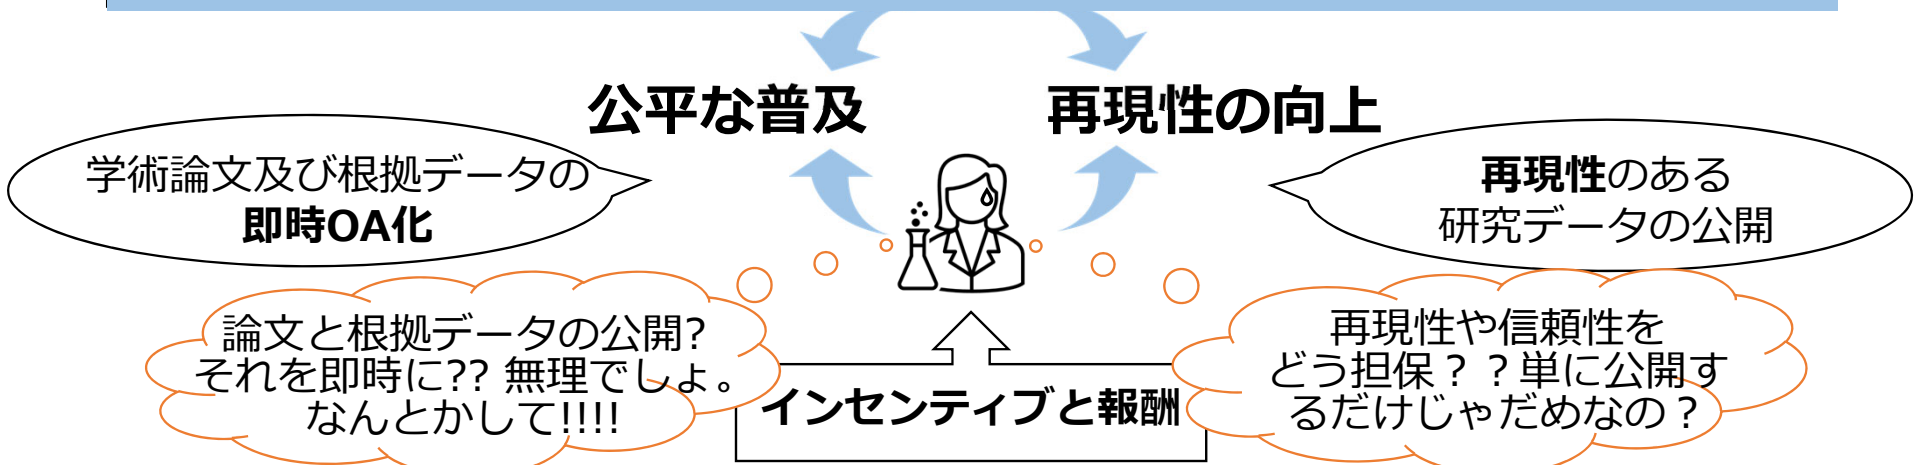 公平な普及
再現性の向上
学術論文及び根拠データの
即時OA化
再現性のある
研究データの公開
論文と根拠データの公開?
それを即時に?? 無理でしょ。
なんとかして!!!!
再現性や信頼性を
どう担保？？単に公開す
るだけじゃだめなの？
インセンティブと報酬